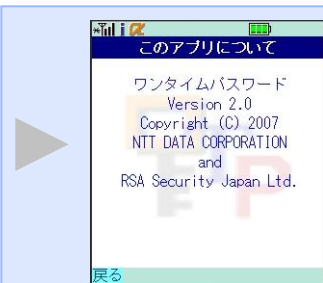 i α
このアプリについて
ワンタイムパスワード
Version 2.0
Copyright (C) 2007
NTT DATA CORPORATION
and
RSA Security Japan Ltd.
戻る